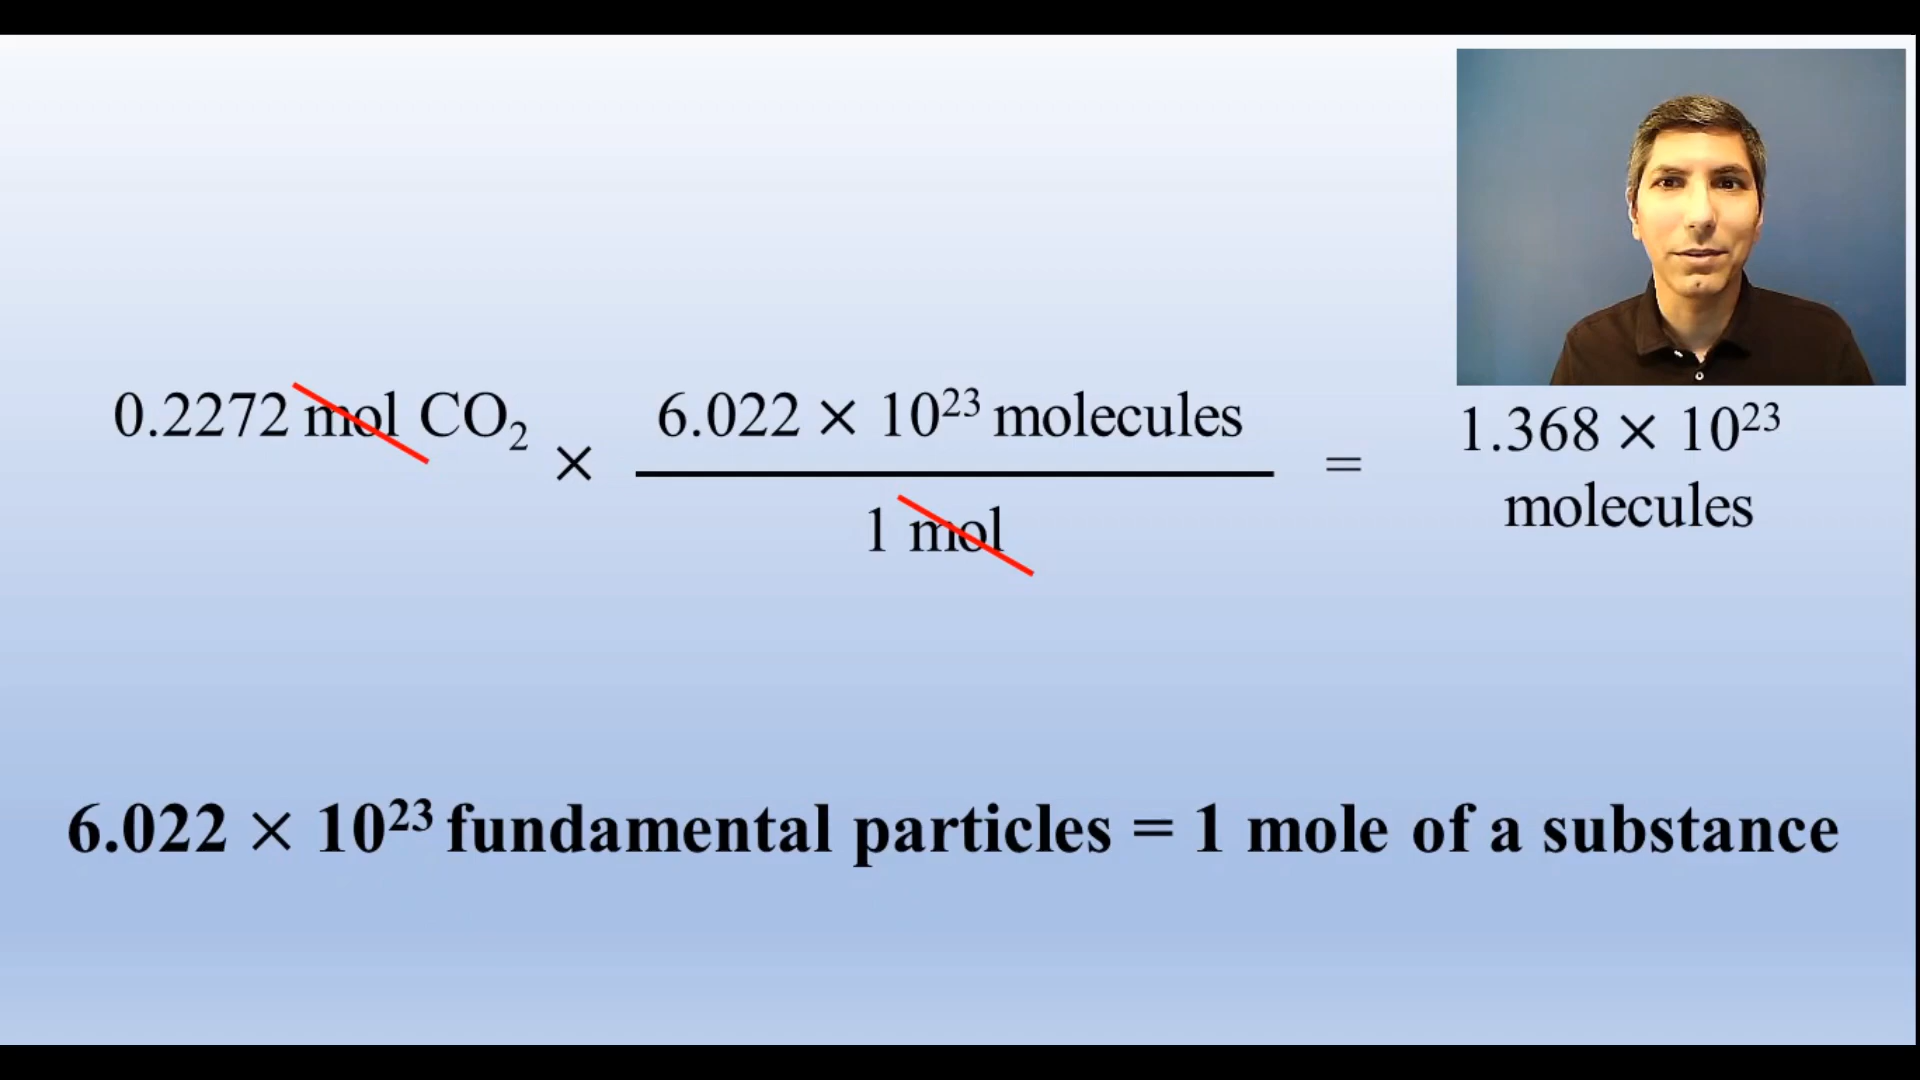 0.2272 mol CO₂ × 6.022 × 10²³ molecules = 1.368 × 10²³
1 mol molecules
6.022 × 10²³ fundamental particles = 1 mole of a substance